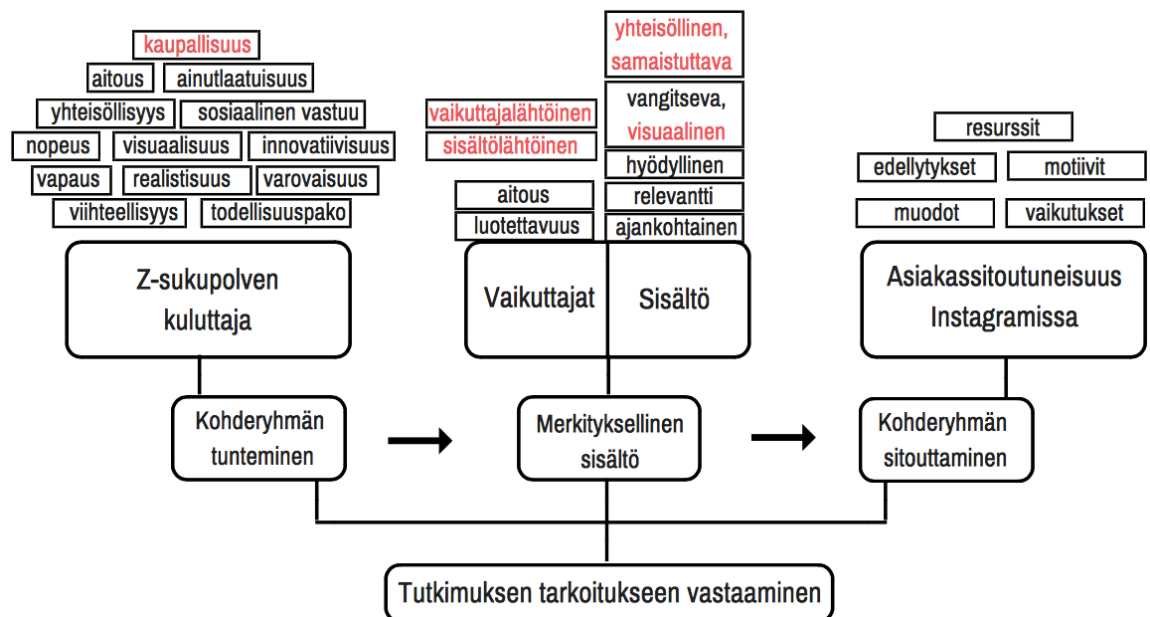 kaupallisuus
aitous
ainutlaatuisuus
yhteisöllisyys
sosiaalinen vastuu
nopeus
visuaalisuus
innovatiivisuus
vapaus
realistisuus
varovaisuus
viihteellisyys
todellisuuspako
Z-sukupolven
kuluttaja
Kohderyhmän
tunteminen
vaikuttajalähtöinen
sisältölähtöinen
aitous
luotettavuus
Vaikuttajat
yhteisöllinen,
samaistuttava
vangitseva,
visuaalinen
hyödyllinen
relevantti
ajankohtainen
Sisältö
Merkityksellinen
sisältö
resurssit
edellytykset
motiivit
muodot
vaikutukset
Asiakassitoutuneisuus
Instagramissa
Kohderyhmän
sitouttaminen
Tutkimuksen tarkoitukseen vastaaminen